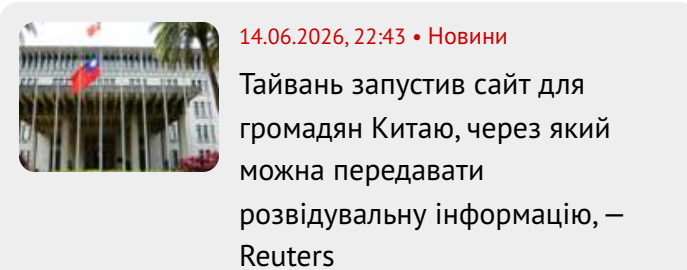 14.06.2026, 22:43 • Новини
Тайвань запустив сайт для
громадян Китаю, через який
можна передавати
розвідувальну інформацію, —
Reuters